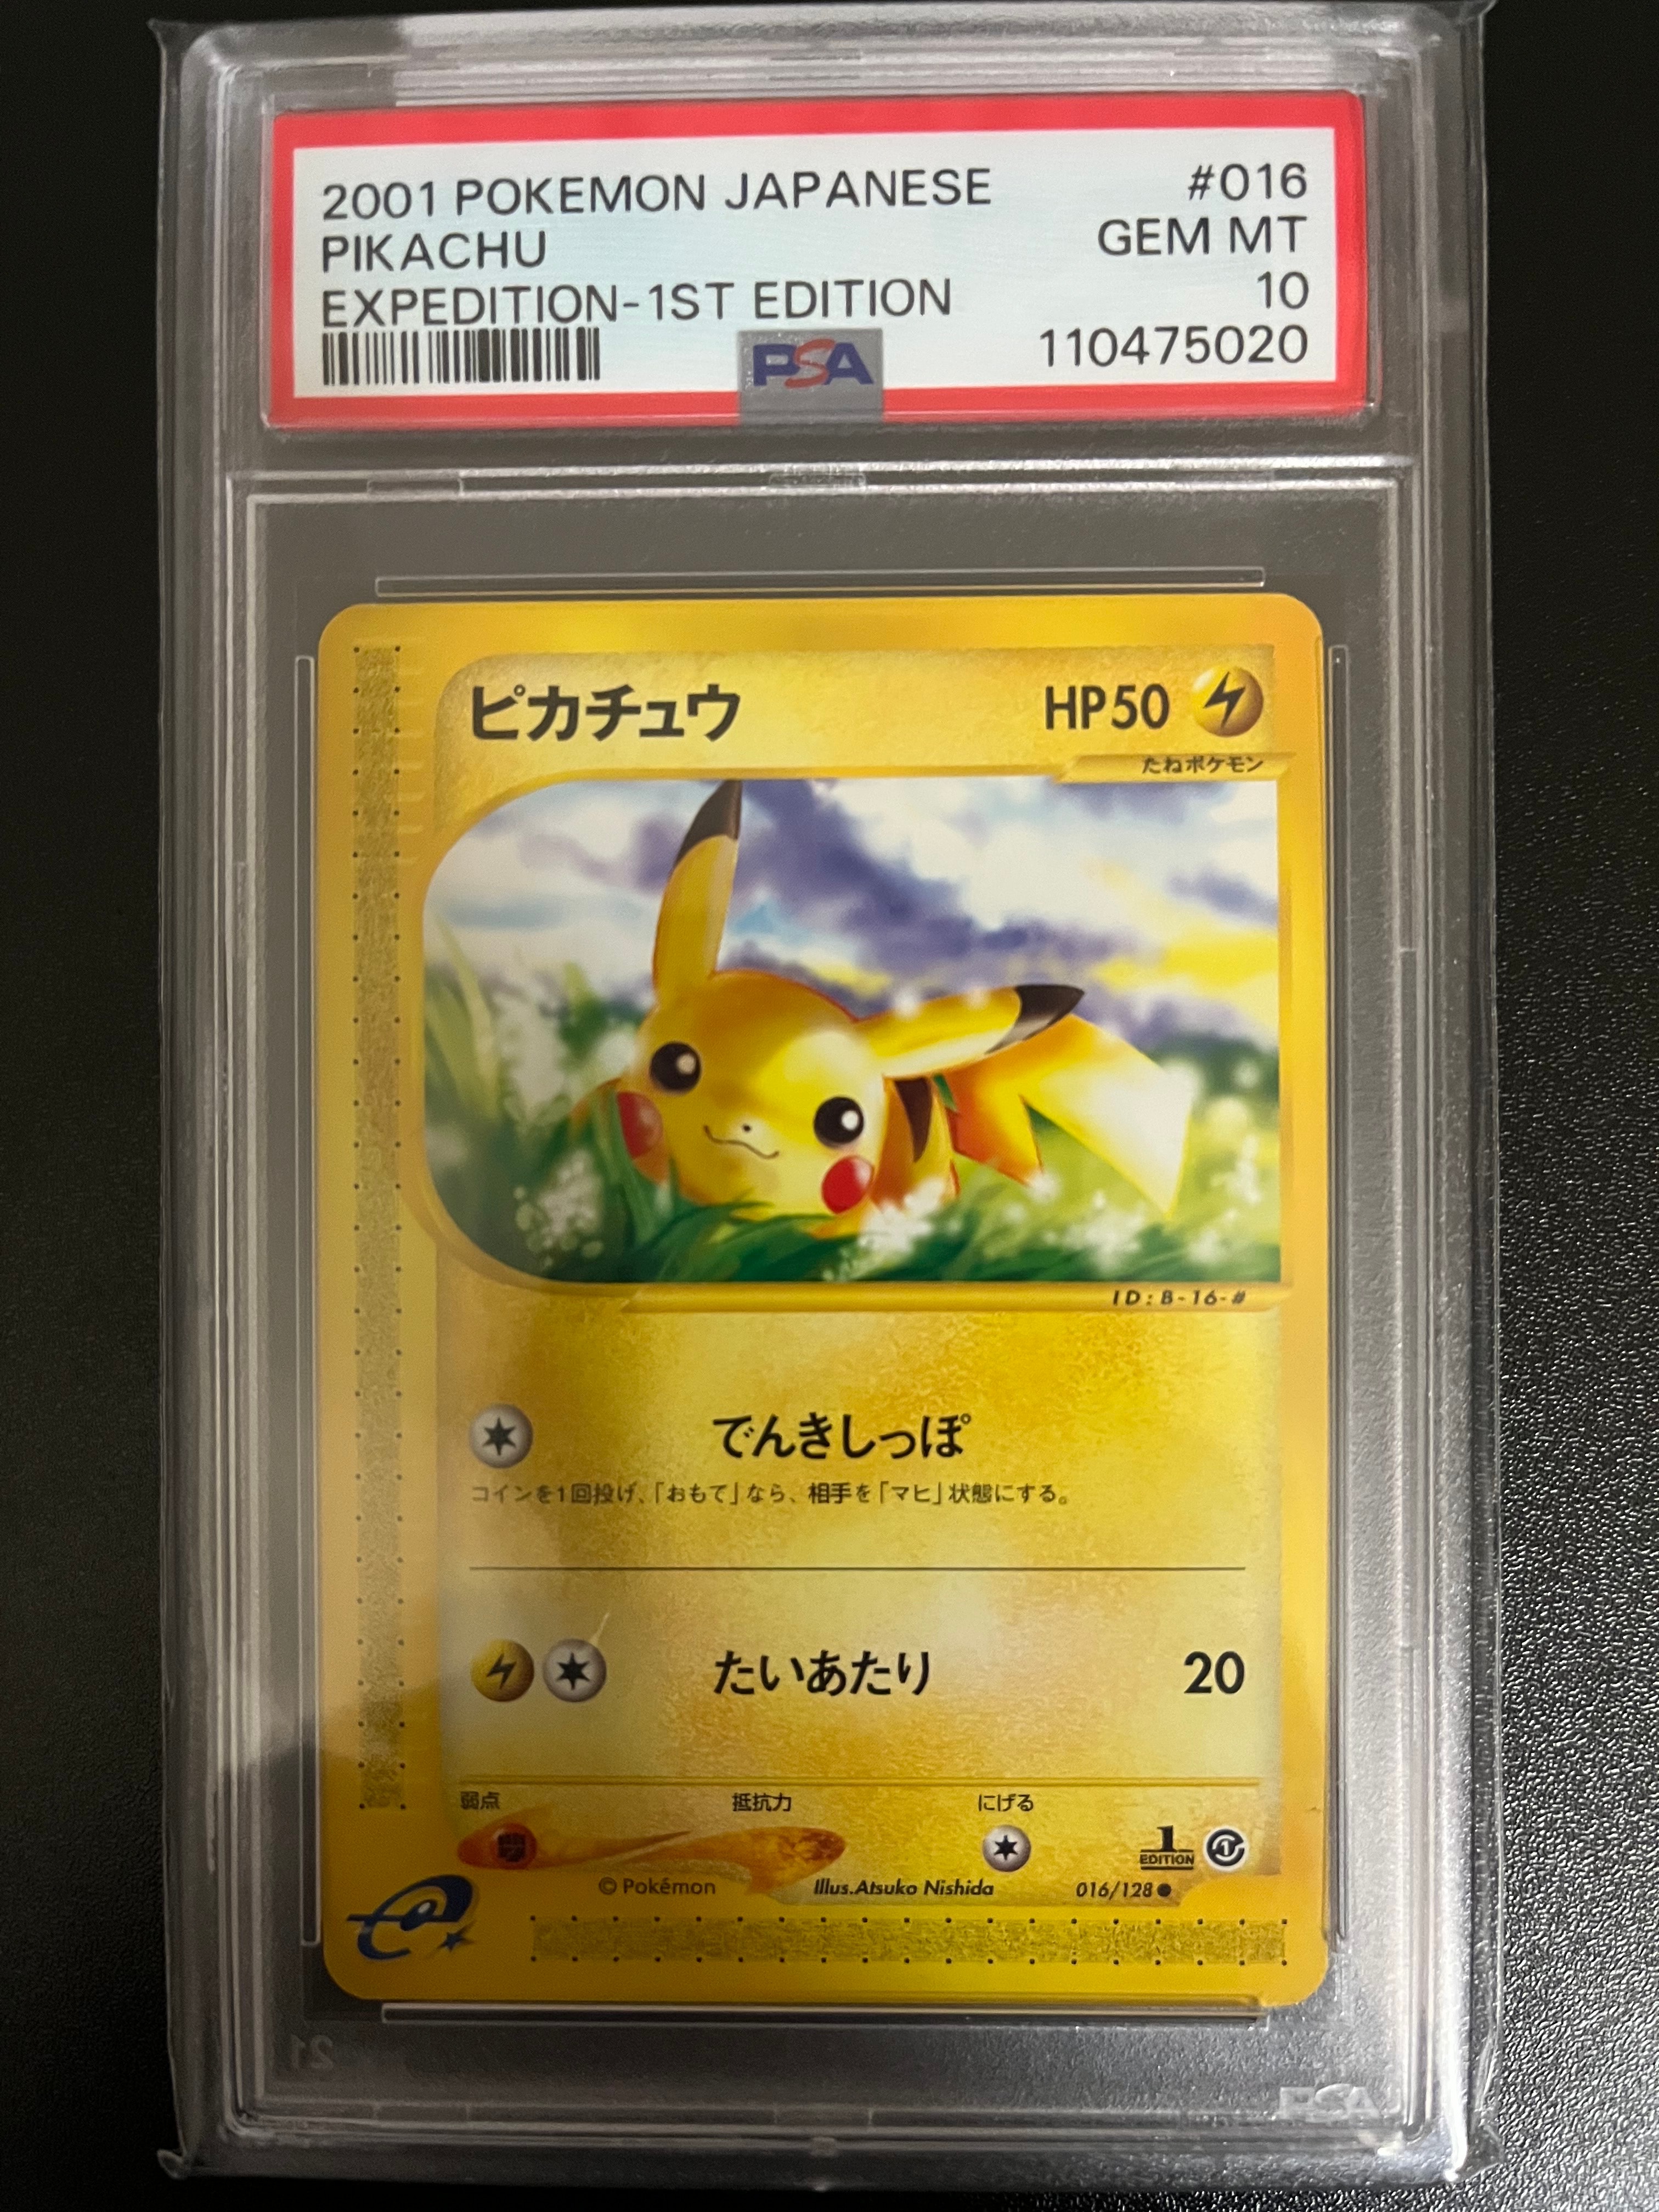 2001 POKEMON JAPANESE #016
PIKACHU GEM MT
EXPEDITION-1ST EDITION 10
PSA 110475020
ピカチュウ HP50
たねポケモン
ID:B-16-#
でんきしっぽ
コインを1回投げ、「おもて」なら、相手を「マヒ」状態にする。
たいあたり 20
弱点 抵抗力 にげる
1 EDITION
© Pokémon Illus.Atsuko Nishida 016/128●
e
21
PSA